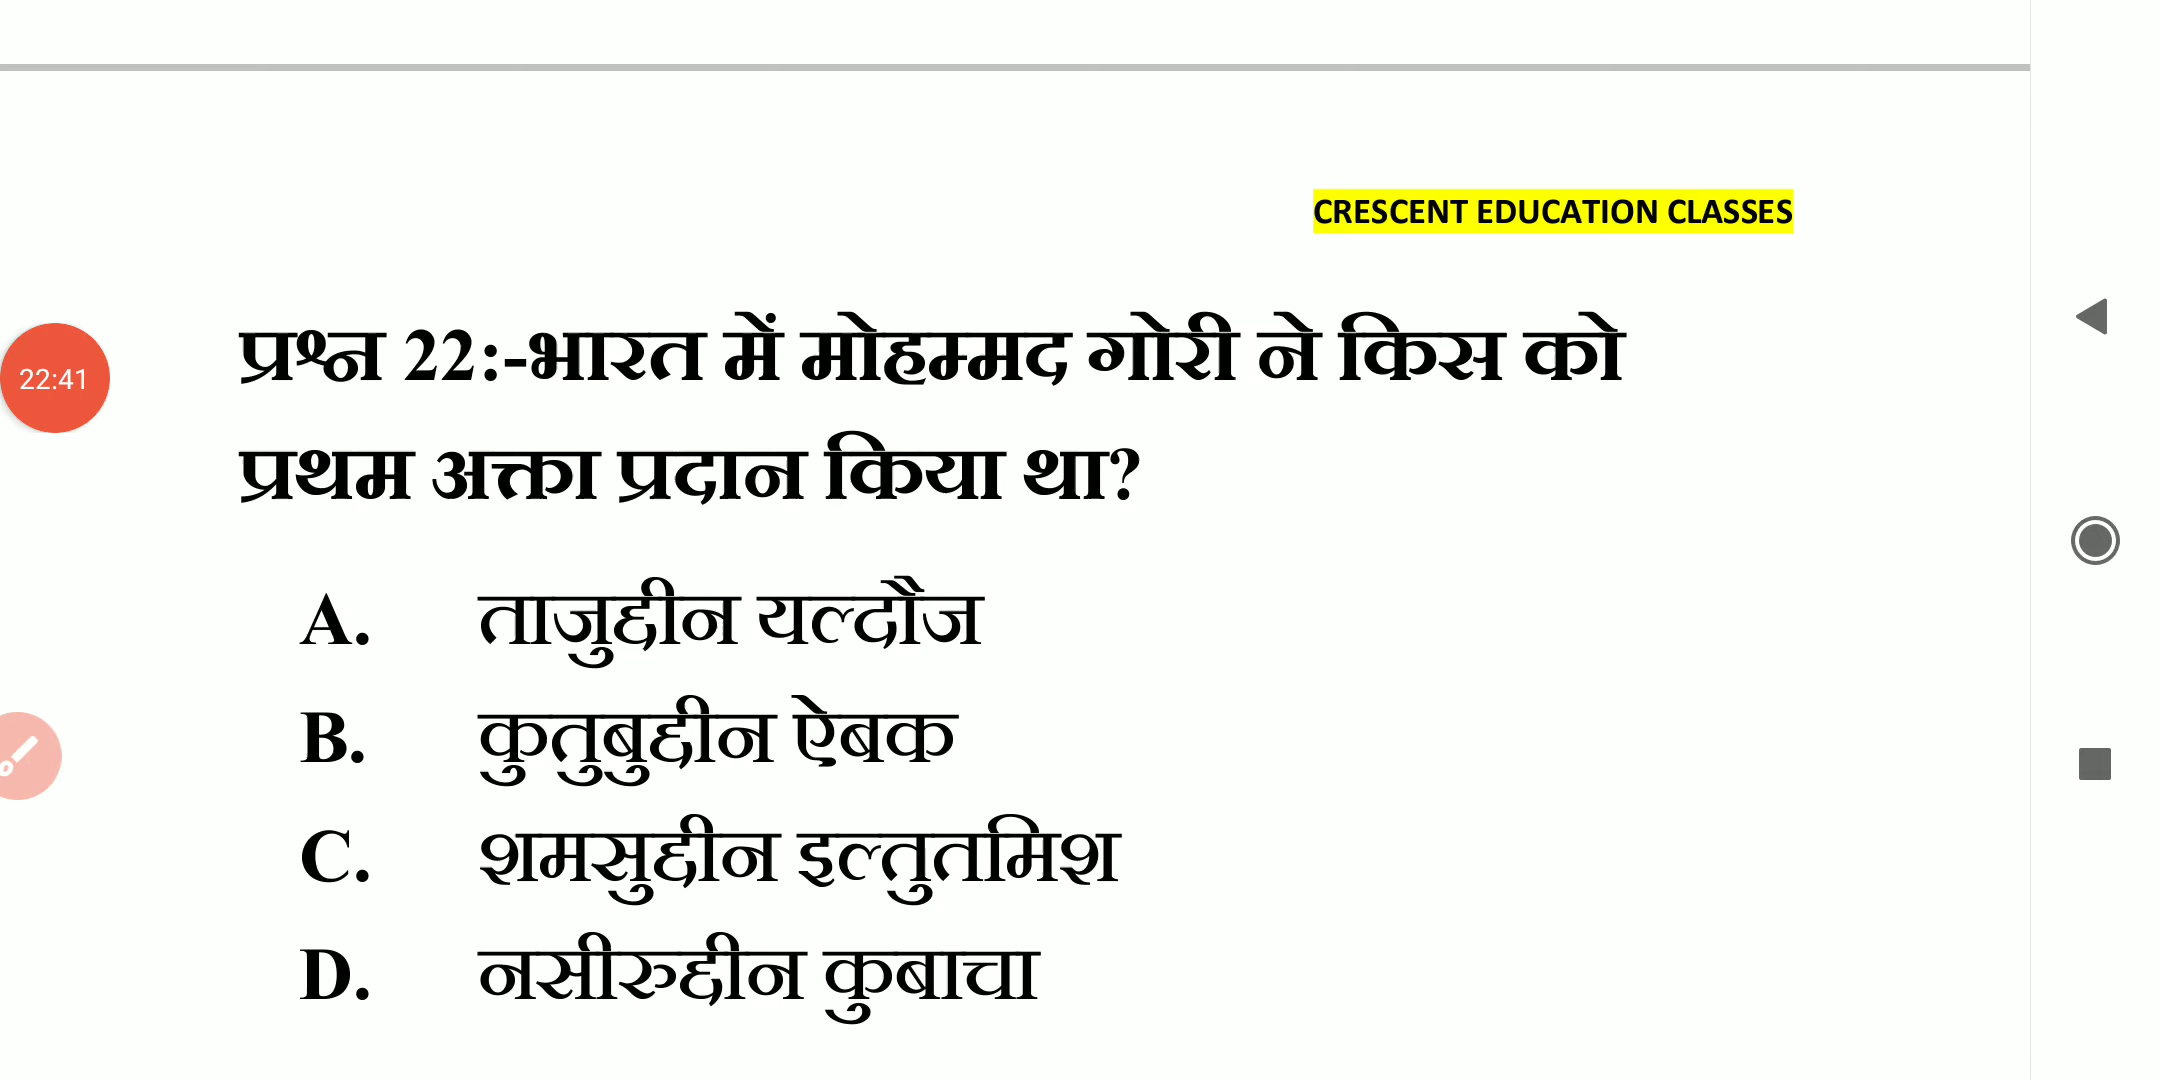 CRESCENT EDUCATION CLASSES
22:41
प्रश्न 22:-भारत में मोहम्मद गोरी ने किस को
प्रथम अक्ता प्रदान किया था?
A. ताजुद्दीन यल्दौज
B. कुतुबुद्दीन ऐबक
C. शमसुद्दीन इल्तुतमिश
D. नसीरुद्दीन कुबाचा